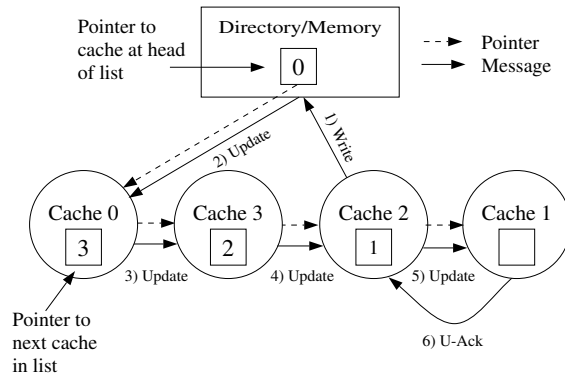 Directory/Memory
Pointer to
cache at head
of list
0
Pointer
Message
1) Write
2) Update
Cache 0
Cache 3
Cache 2
Cache 1
3
2
1
3) Update
4) Update
5) Update
6) U-Ack
Pointer to
next cache
in list